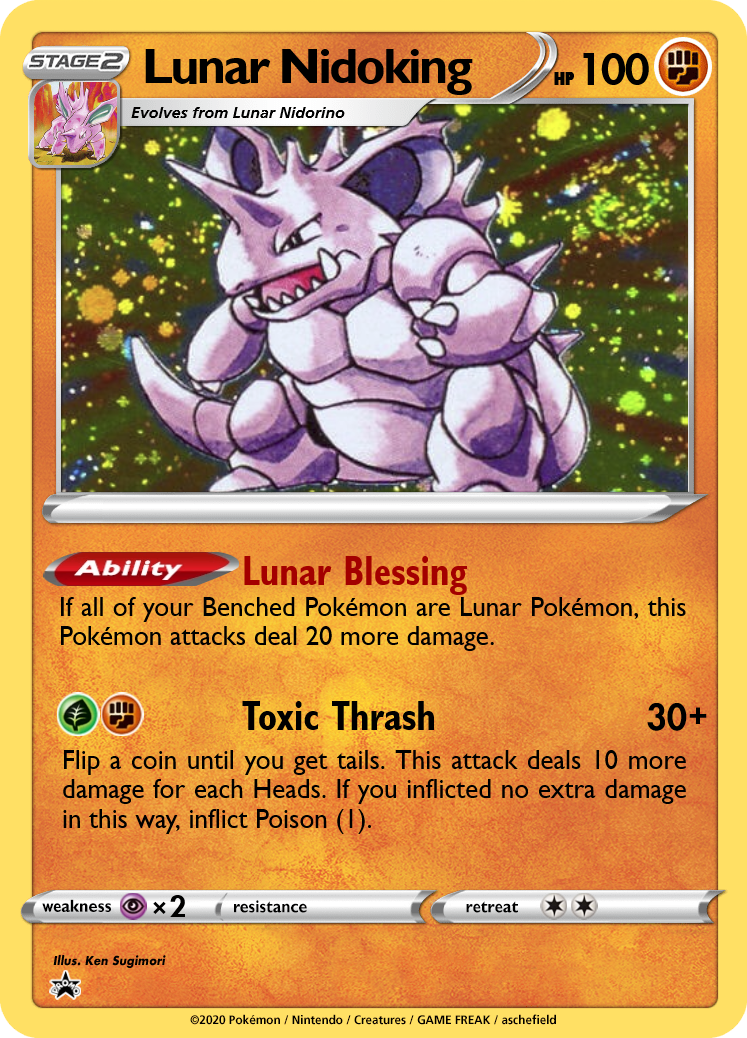 STAGE2
Lunar Nidoking
HP 100
Evolves from Lunar Nidorino
Ability Lunar Blessing
If all of your Benched Pokémon are Lunar Pokémon, this
Pokémon attacks deal 20 more damage.
Toxic Thrash 30+
Flip a coin until you get tails. This attack deals 10 more
damage for each Heads. If you inflicted no extra damage
in this way, inflict Poison (1).
weakness ×2 resistance retreat
Illus. Ken Sugimori
PROMO
©2020 Pokémon / Nintendo / Creatures / GAME FREAK / aschefield